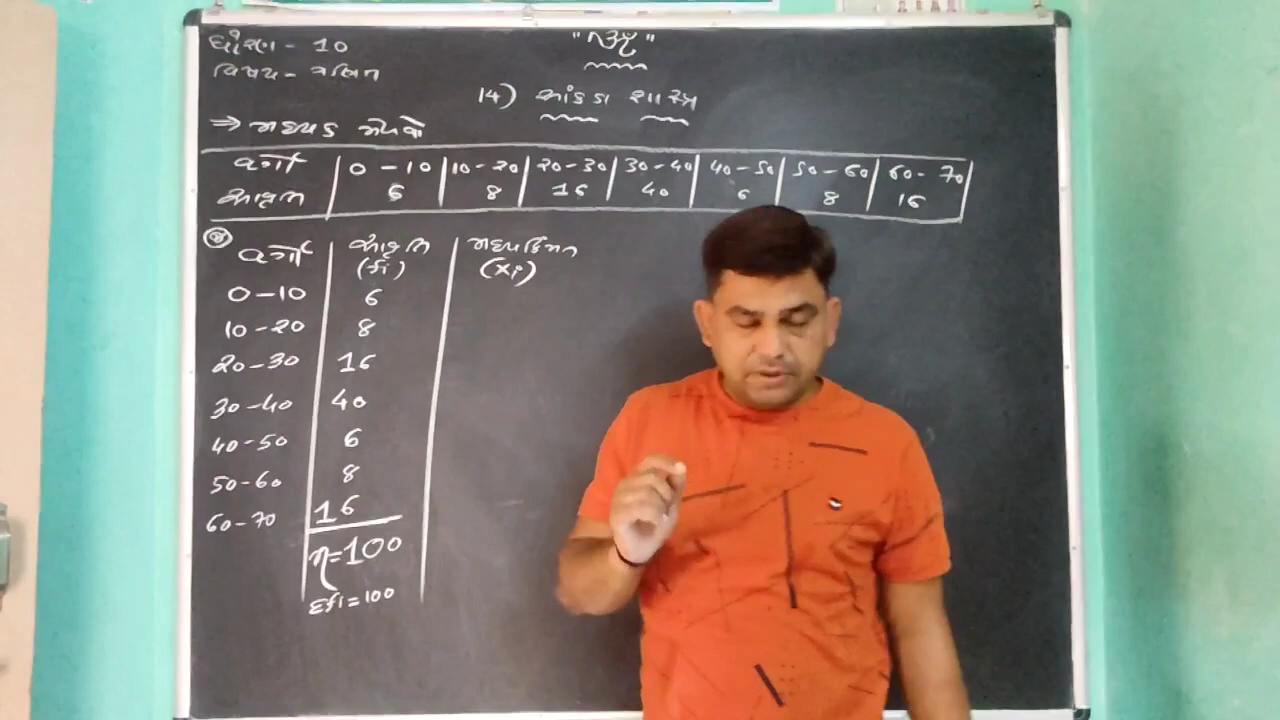 ધોરણ - 10
"ૐ"
વિષય - ગણિત
14) આંકડા શાસ્ત્ર
⇒ મધ્યક મેળવો
વર્ગ | 0 - 10 | 10 - 20 | 20 - 30 | 30 - 40 | 40 - 50 | 50 - 60 | 60 - 70
આવૃત્તિ | 6 | 8 | 16 | 40 | 6 | 8 | 16
વર્ગ | આવૃત્તિ (fi) | મધ્યકિંમત (xi)
0 - 10 | 6
10 - 20 | 8
20 - 30 | 16
30 - 40 | 40
40 - 50 | 6
50 - 60 | 8
60 - 70 | 16
n = 100
Σfi = 100